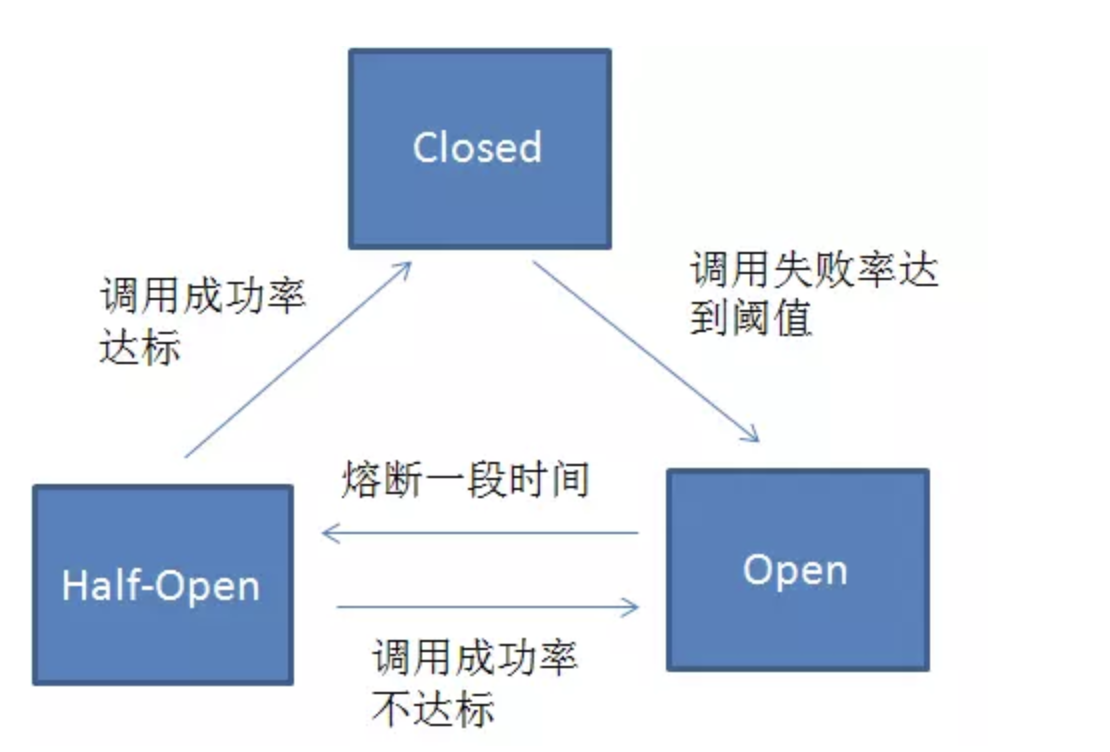 Closed
调用成功率
达标
调用失败率达
到阈值
熔断一段时间
Half-Open
Open
调用成功率
不达标